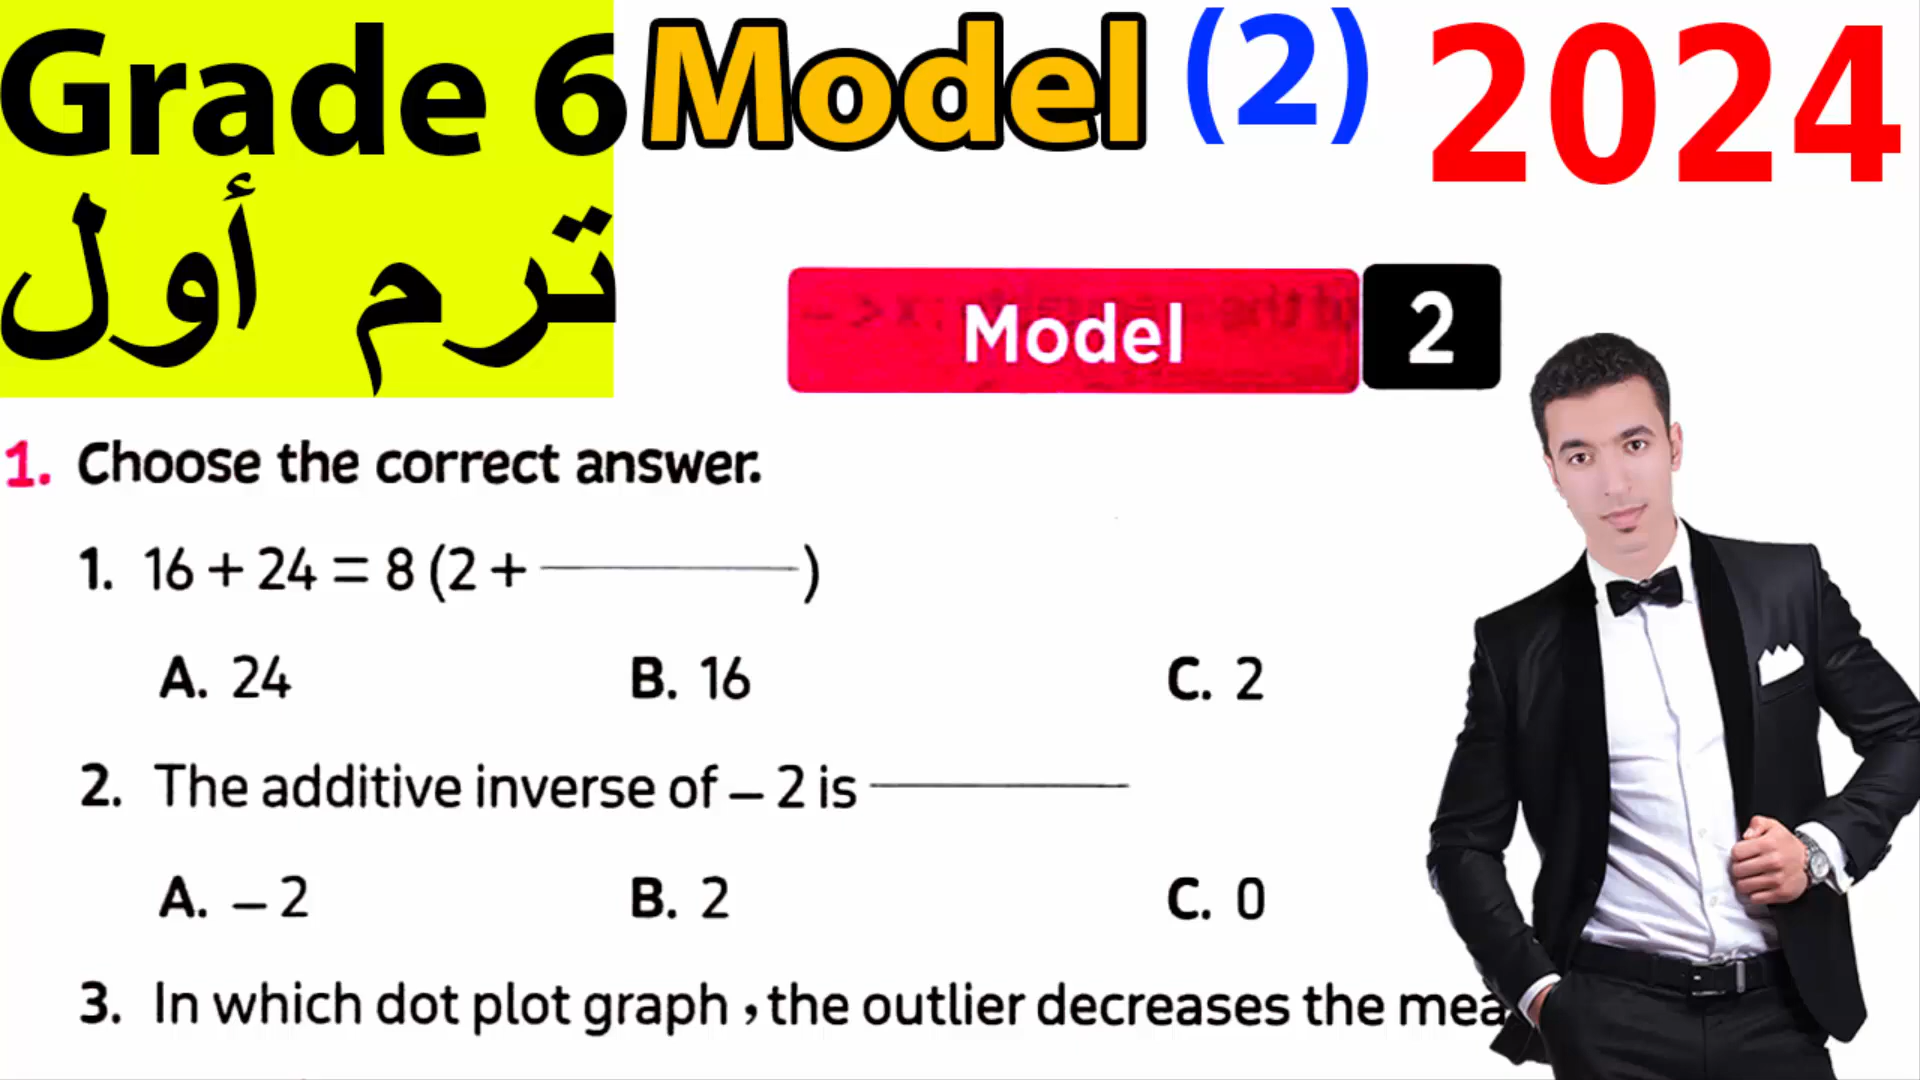 Grade 6 Model (2) 2024
ترم أول
Model 2
1. Choose the correct answer.
1. 16 + 24 = 8 (2 + ———)
A. 24 B. 16 C. 2
2. The additive inverse of – 2 is ———
A. – 2 B. 2 C. 0
3. In which dot plot graph , the outlier decreases the